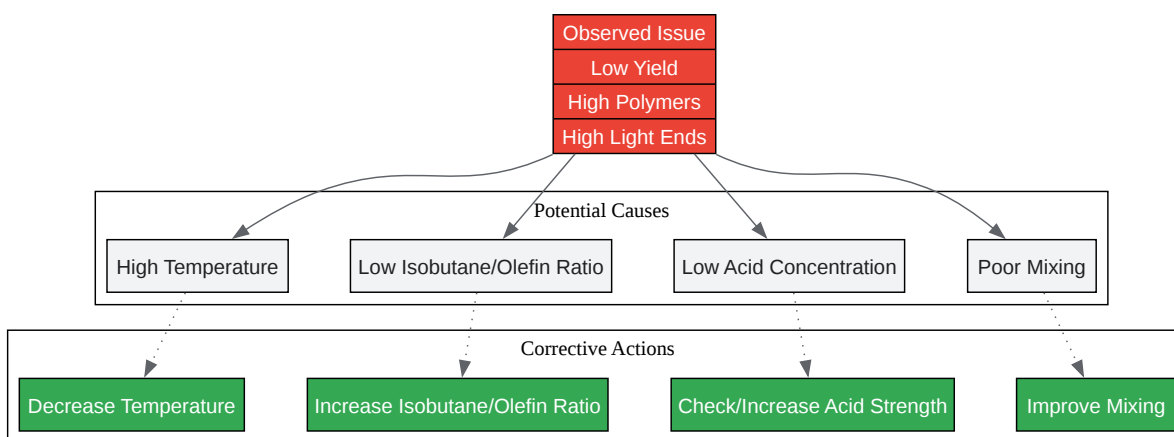 Observed Issue
Low Yield
High Polymers
High Light Ends
Potential Causes
High Temperature
Low Isobutane/Olefin Ratio
Low Acid Concentration
Poor Mixing
Corrective Actions
Decrease Temperature
Increase Isobutane/Olefin Ratio
Check/Increase Acid Strength
Improve Mixing